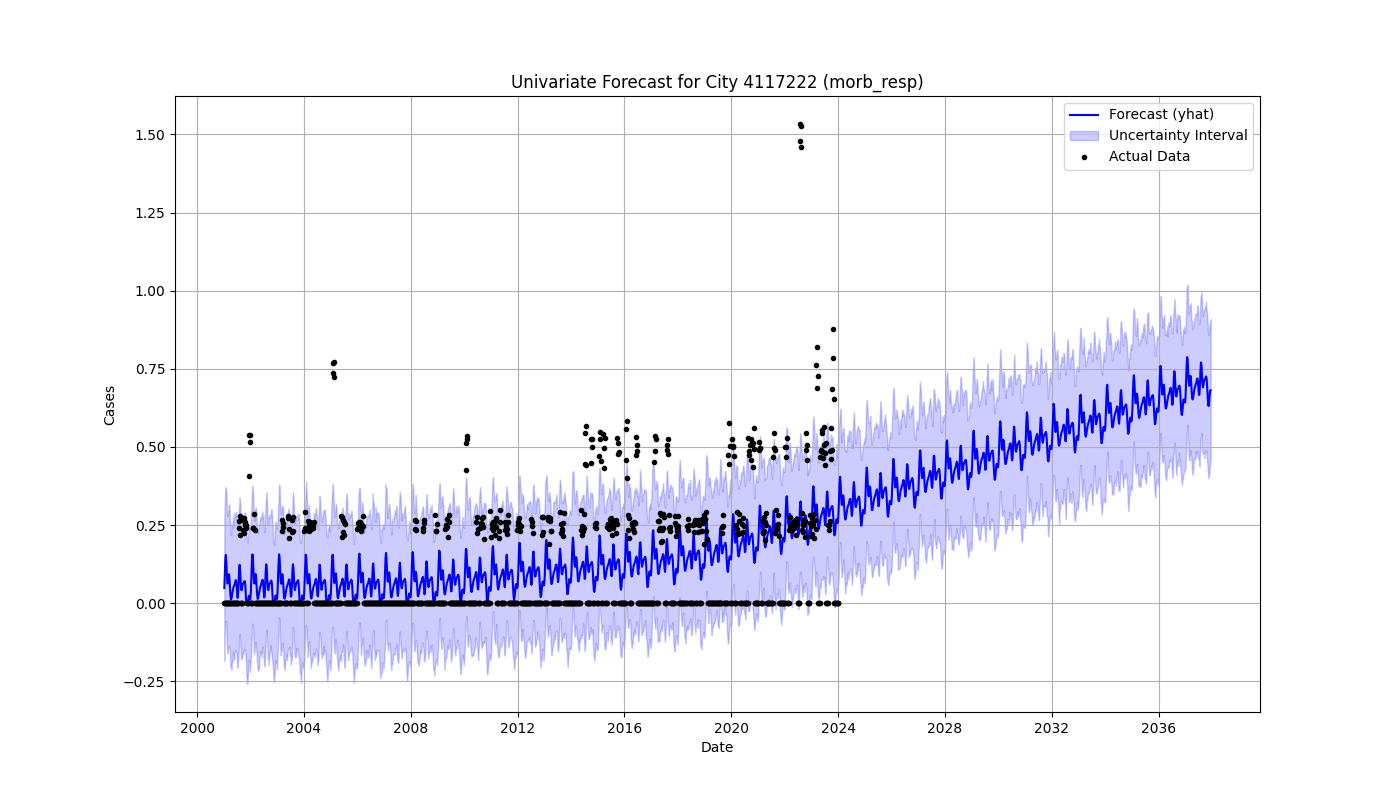 Univariate Forecast for City 4117222 (morb_resp)
Forecast (yhat)
Uncertainty Interval
Actual Data
Cases
1.50
1.25
1.00
0.75
0.50
0.25
0.00
−0.25
2000 2004 2008 2012 2016 2020 2024 2028 2032 2036
Date